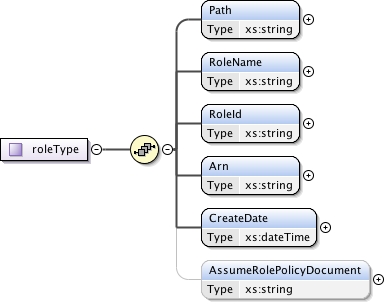 Path
Type xs:string
RoleName
Type xs:string
RoleId
Type xs:string
roleType
Arn
Type xs:string
CreateDate
Type xs:dateTime
AssumeRolePolicyDocument
Type xs:string